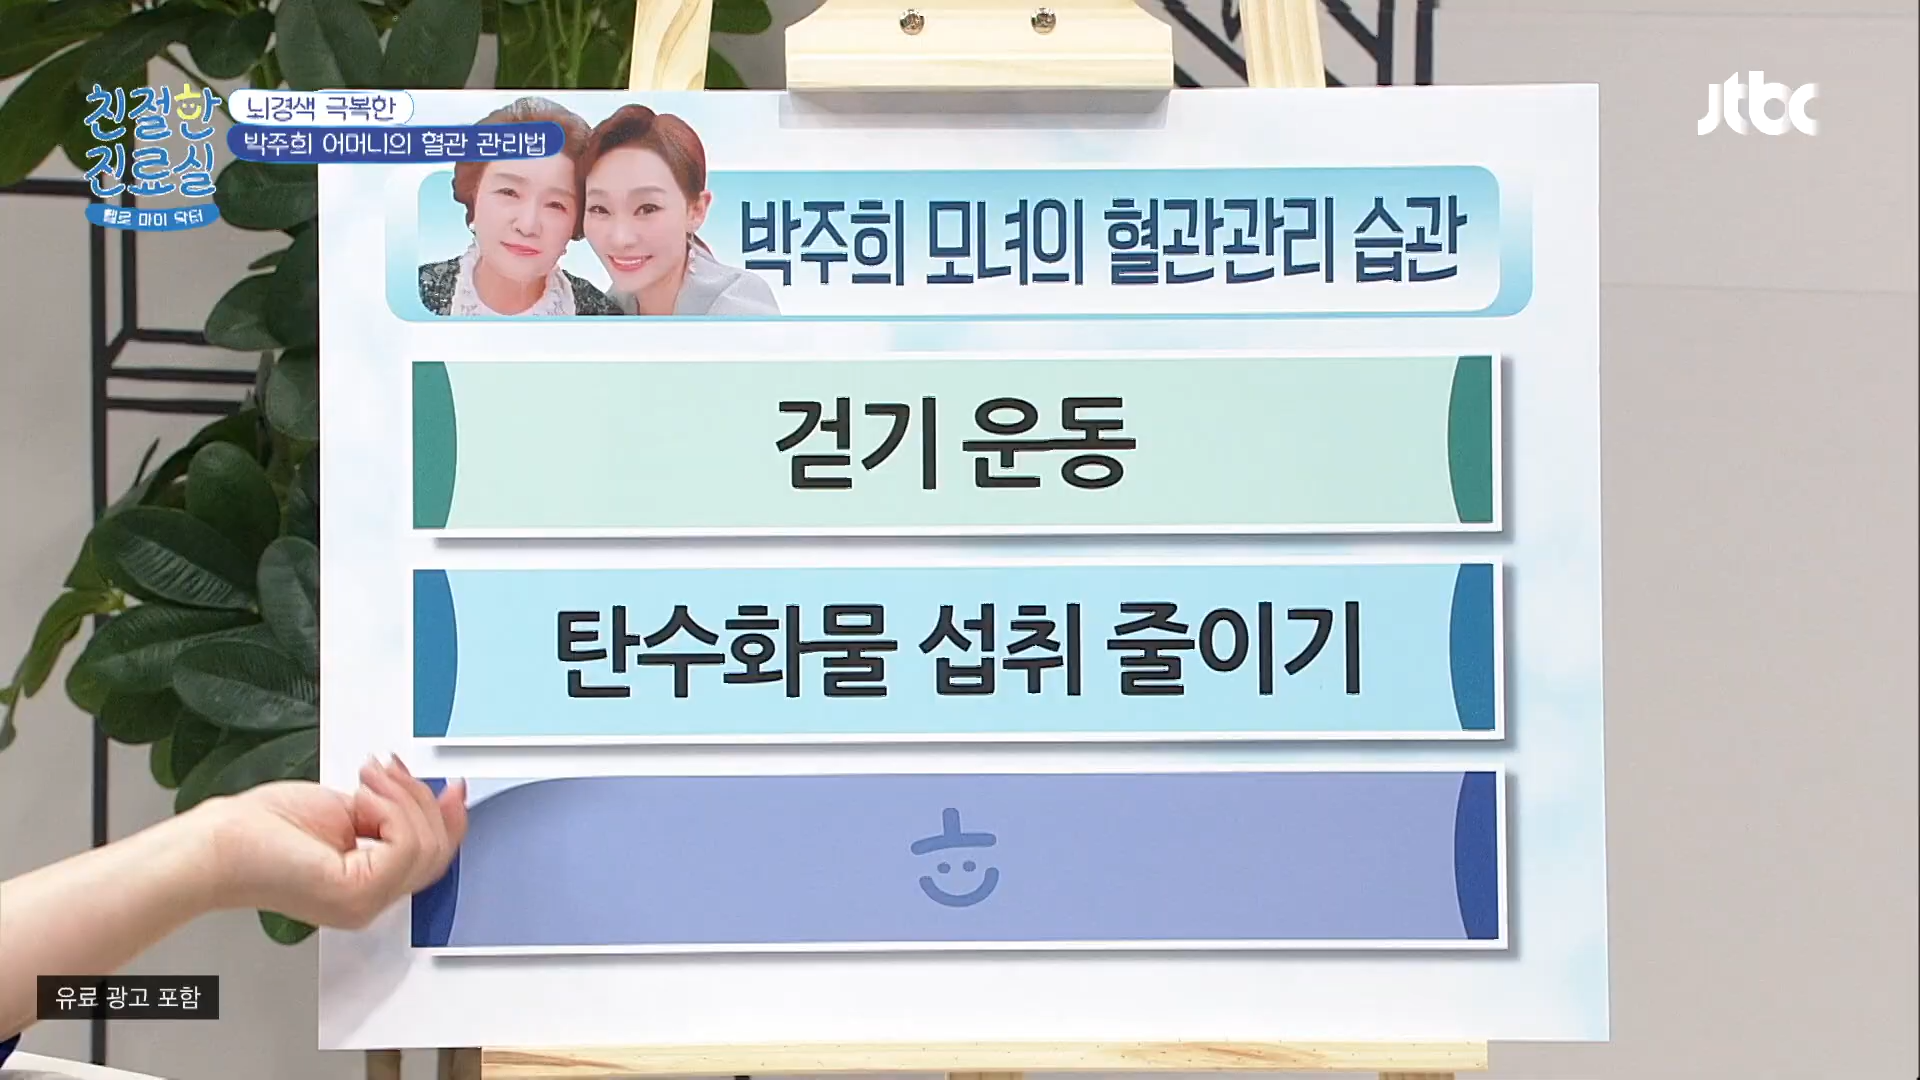 친절한
진료실
헬로 마이 닥터
뇌경색 극복한
박주희 어머니의 혈관 관리법
jtbc
박주희 모녀의 혈관관리 습관
걷기 운동
탄수화물 섭취 줄이기
유료 광고 포함